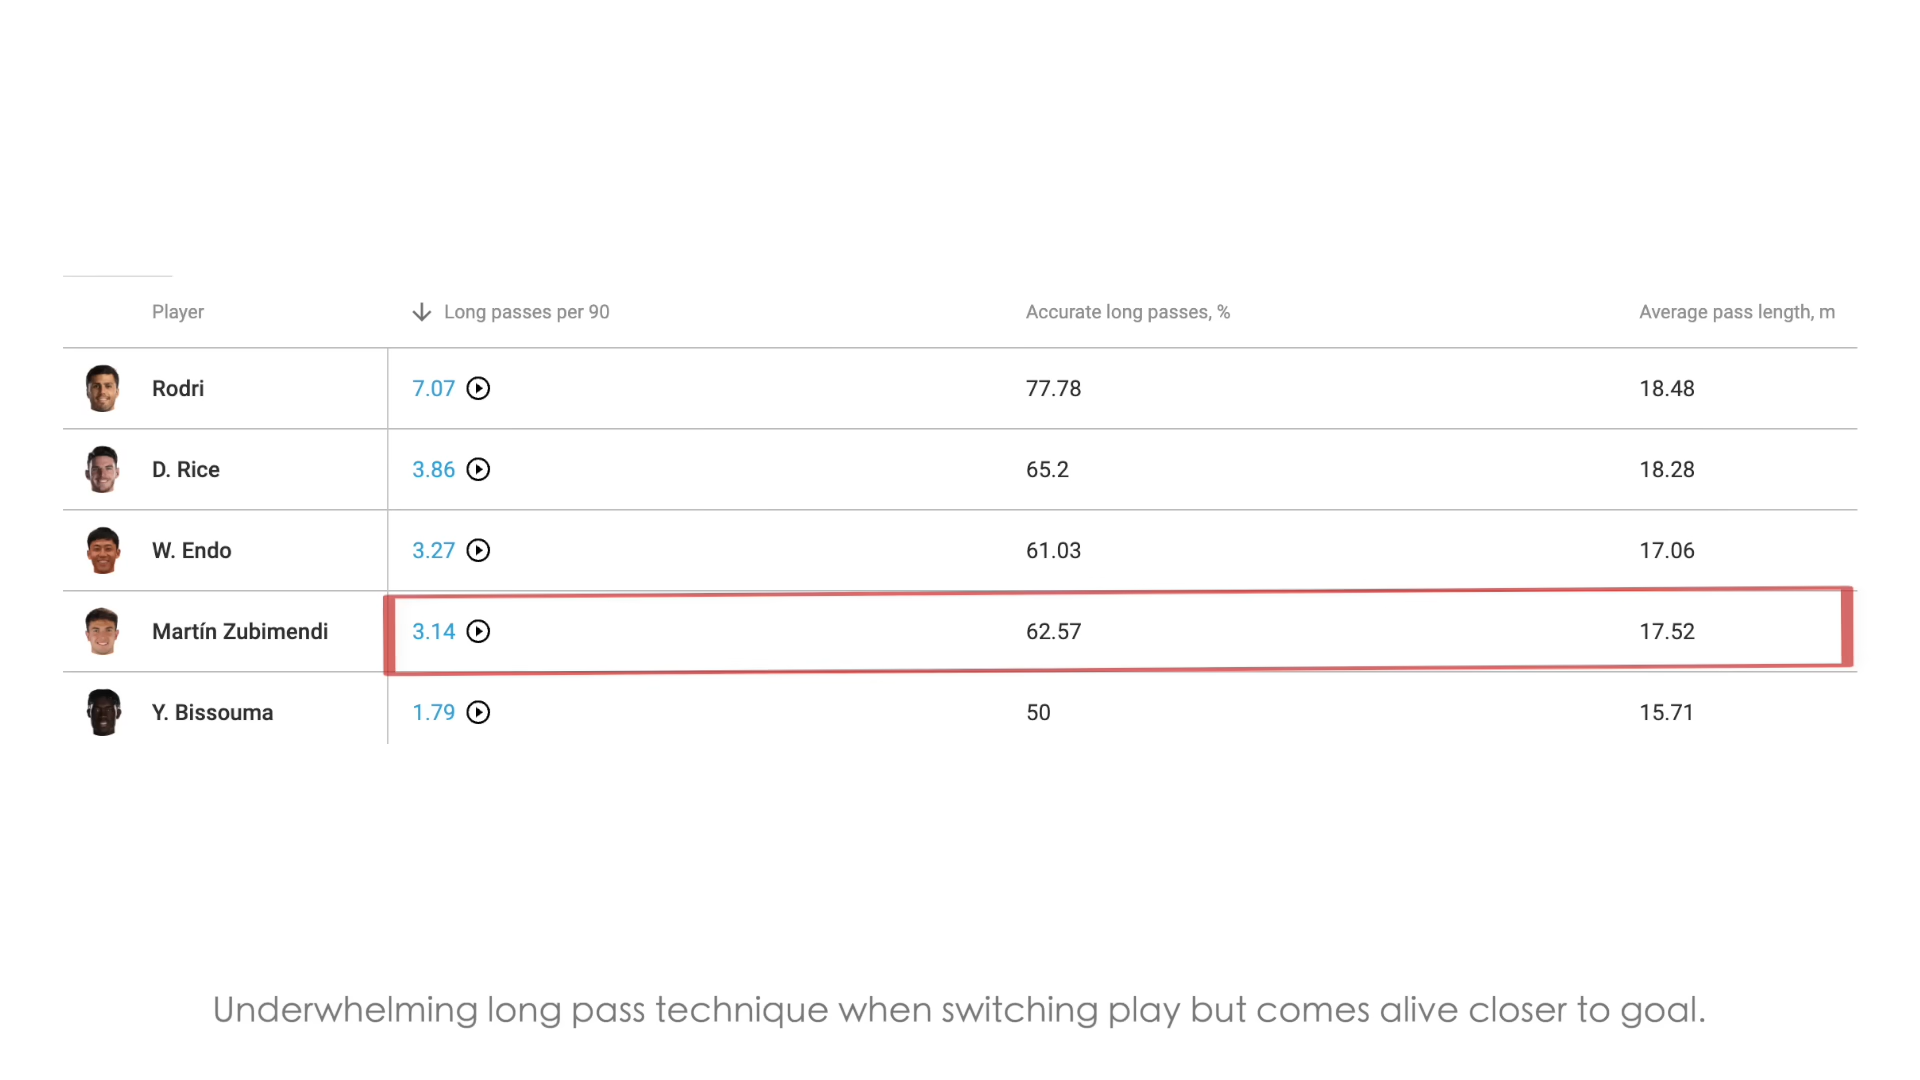 Player Long passes per 90 Accurate long passes, % Average pass length, m
Rodri 7.07 77.78 18.48
D. Rice 3.86 65.2 18.28
W. Endo 3.27 61.03 17.06
Martín Zubimendi 3.14 62.57 17.52
Y. Bissouma 1.79 50 15.71
Underwhelming long pass technique when switching play but comes alive closer to goal.